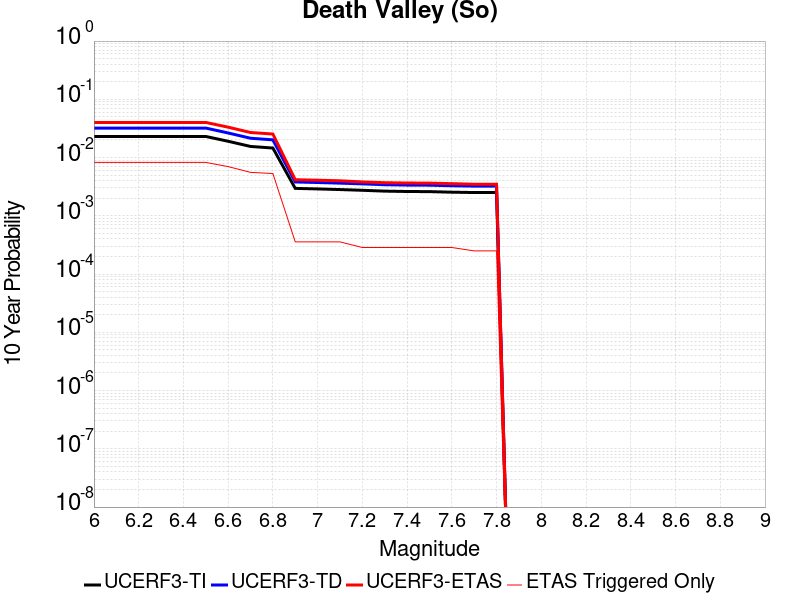 Death Valley (So)
10 Year Probability
10^0
10^-1
10^-2
10^-3
10^-4
10^-5
10^-6
10^-7
10^-8
6 6.2 6.4 6.6 6.8 7 7.2 7.4 7.6 7.8 8 8.2 8.4 8.6 8.8 9
Magnitude
UCERF3-TI UCERF3-TD UCERF3-ETAS ETAS Triggered Only